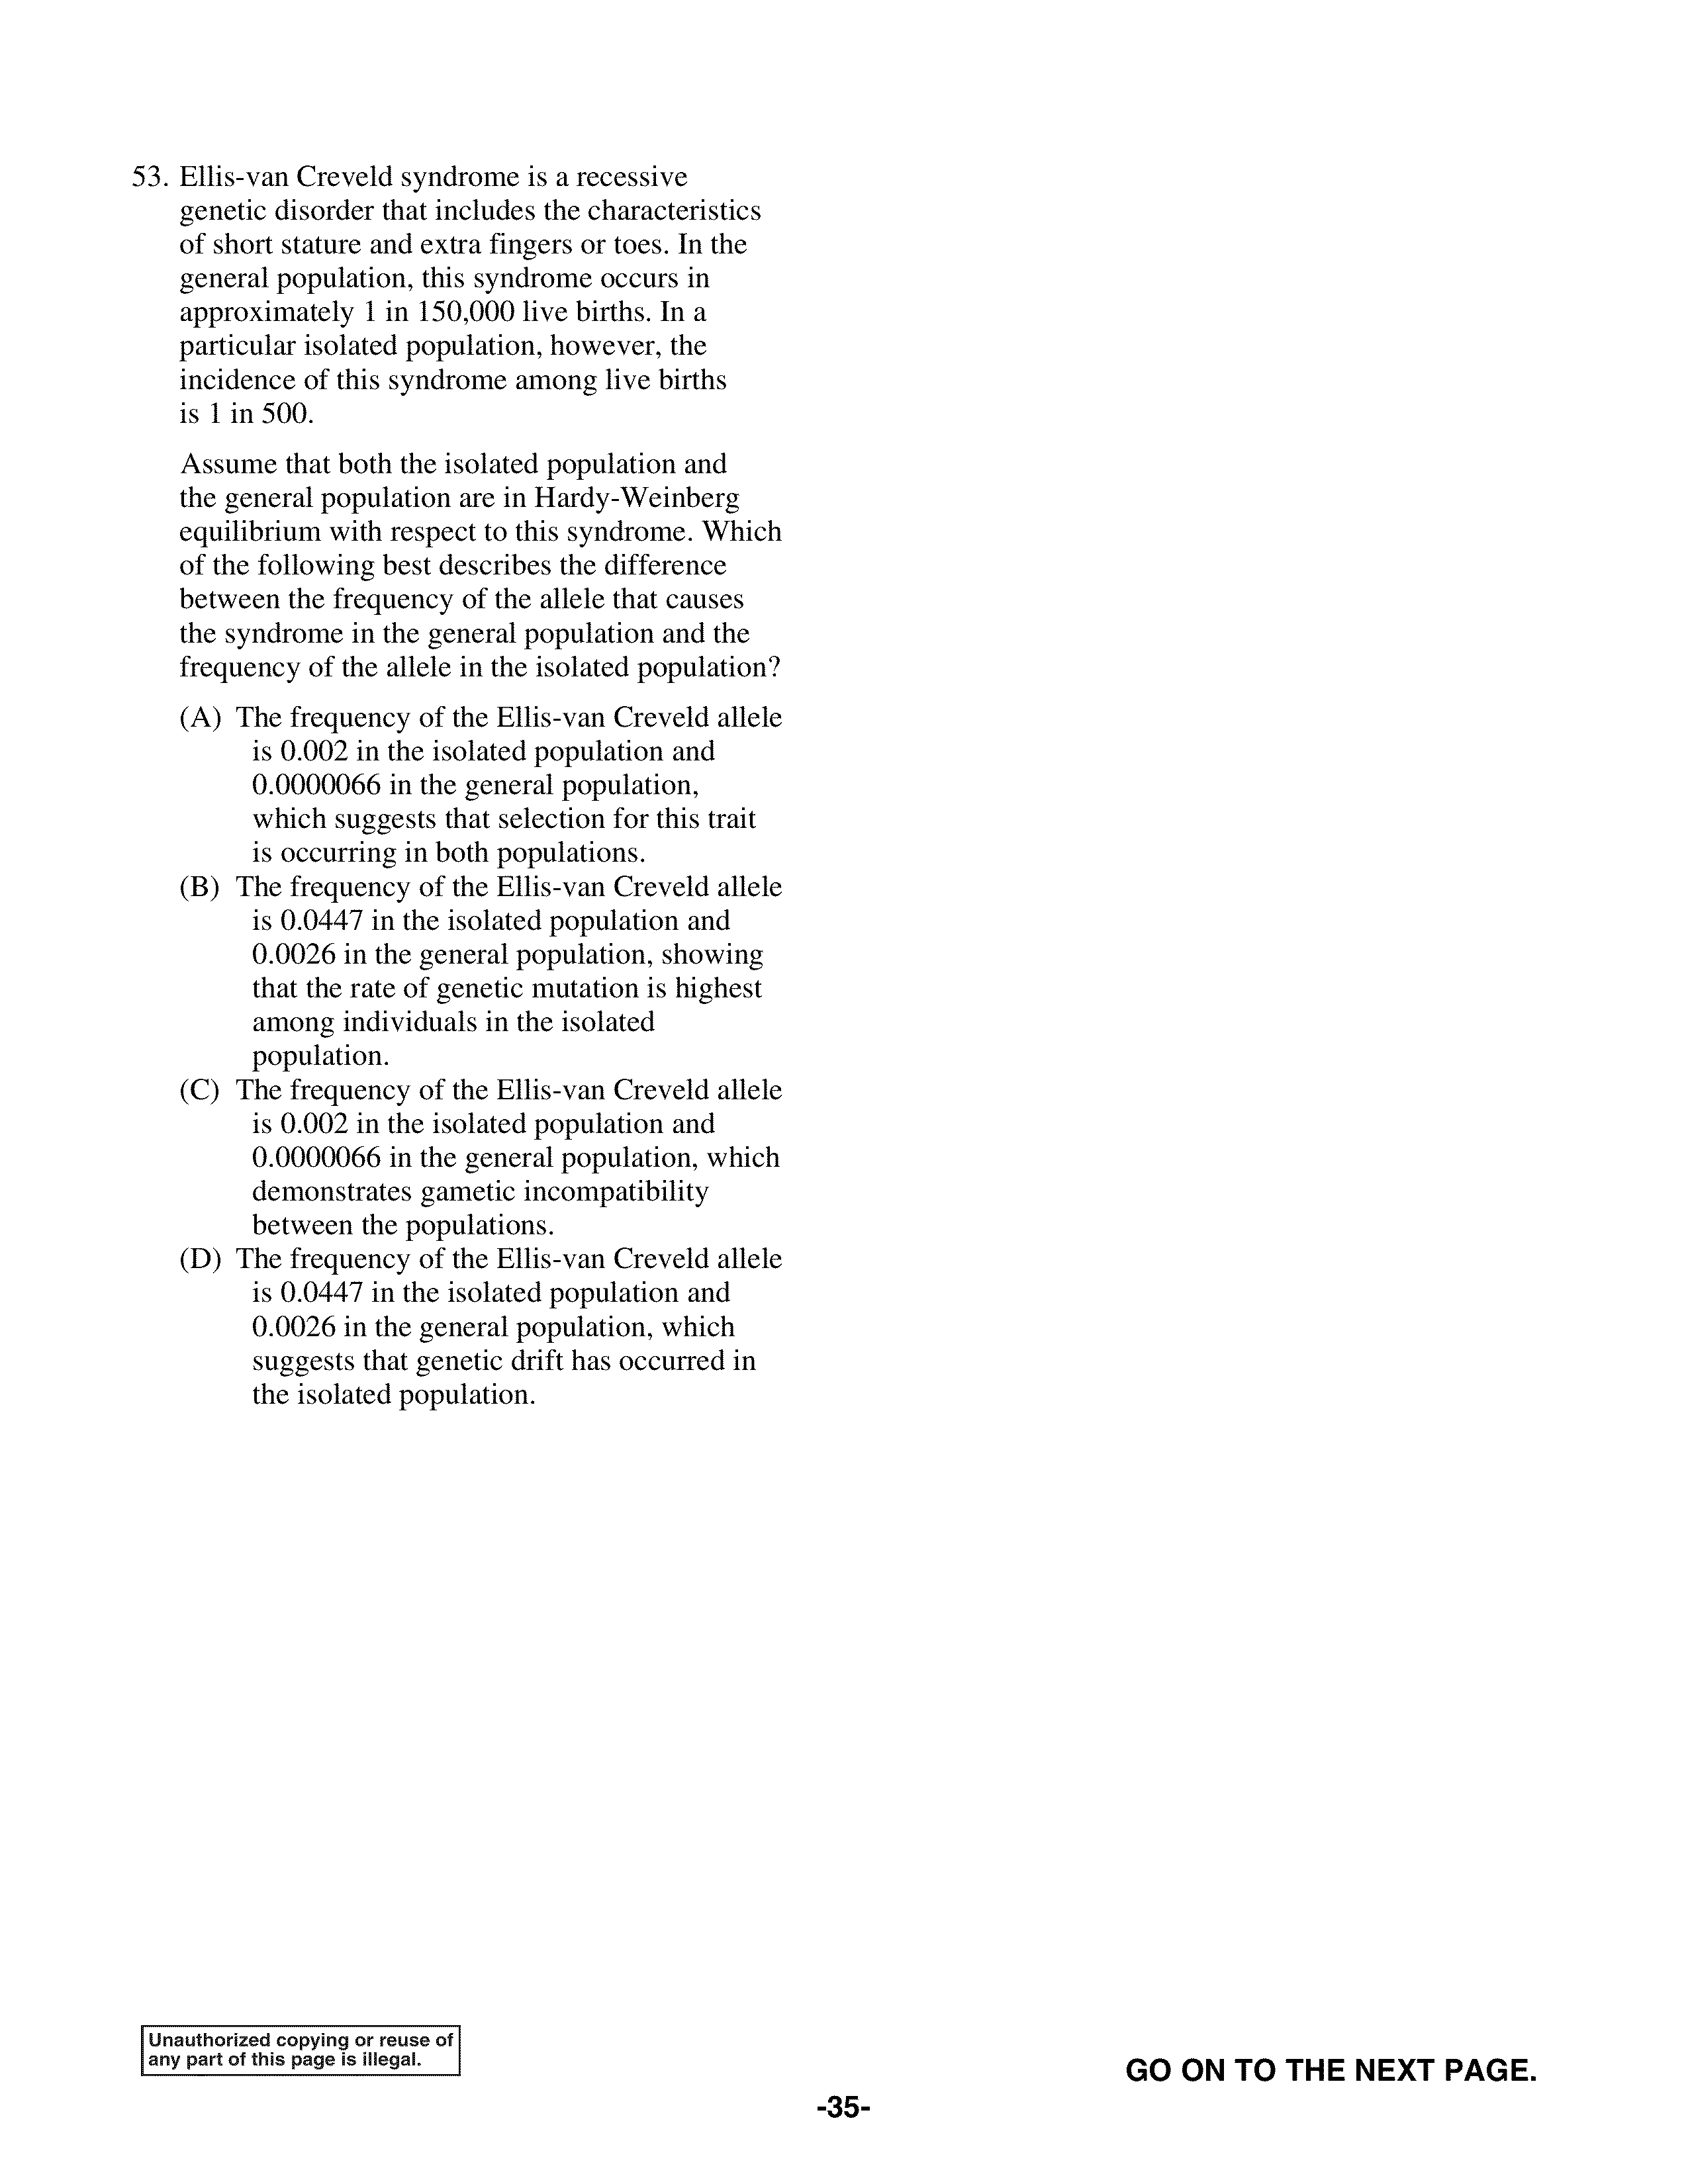 53. Ellis-van Creveld syndrome is a recessive
genetic disorder that includes the characteristics
of short stature and extra fingers or toes. In the
general population, this syndrome occurs in
approximately 1 in 150,000 live births. In a
particular isolated population, however, the
incidence of this syndrome among live births
is 1 in 500.
Assume that both the isolated population and
the general population are in Hardy-Weinberg
equilibrium with respect to this syndrome. Which
of the following best describes the difference
between the frequency of the allele that causes
the syndrome in the general population and the
frequency of the allele in the isolated population?
(A) The frequency of the Ellis-van Creveld allele
is 0.002 in the isolated population and
0.0000066 in the general population,
which suggests that selection for this trait
is occurring in both populations.
(B) The frequency of the Ellis-van Creveld allele
is 0.0447 in the isolated population and
0.0026 in the general population, showing
that the rate of genetic mutation is highest
among individuals in the isolated
population.
(C) The frequency of the Ellis-van Creveld allele
is 0.002 in the isolated population and
0.0000066 in the general population, which
demonstrates gametic incompatibility
between the populations.
(D) The frequency of the Ellis-van Creveld allele
is 0.0447 in the isolated population and
0.0026 in the general population, which
suggests that genetic drift has occurred in
the isolated population.
Unauthorized copying or reuse of
any part of this page is illegal.
GO ON TO THE NEXT PAGE.
-35-